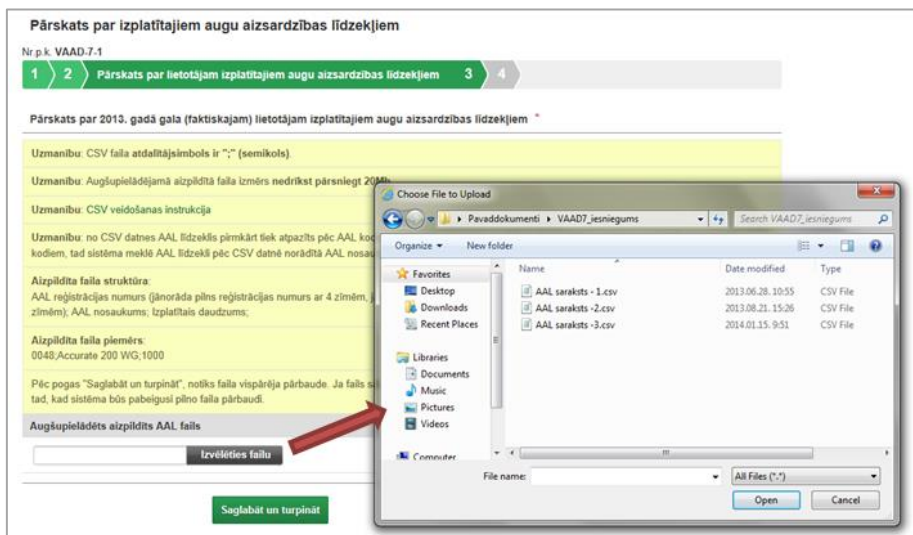 Pārskats par izplatītajiem augu aizsardzības līdzekļiem
Nr.p.k. VAAD-7-1
1 2 Pārskats par lietotājam izplatītajiem augu aizsardzības līdzekļiem 3 4
Pārskats par 2013. gadā gala (faktiskajam) lietotājam izplatītajiem augu aizsardzības līdzekļiem *
Uzmanību: CSV faila atdalītājsimbols ir ";" (semikols).
Uzmanību: Augšupielādējamā aizpildītā faila izmērs nedrīkst pārsniegt 20Mb
Uzmanību: CSV veidošanas instrukcija
Uzmanību: no CSV datnes AAL līdzeklis pirmkārt tiek atpazīts pēc AAL
kodiem, tad sistēma meklē AAL līdzekli pēc CSV datnē norādītā AAL
Aizpildīta faila struktūra:
AAL reģistrācijas numurs (jānorāda pilns reģistrācijas numurs ar 4 zīmēm,
zīmēm); AAL nosaukums; Izplatītais daudzums;
Aizpildīta faila piemērs:
0048;Accurate 200 WG;1000
Pēc pogas "Saglabāt un turpināt", notiks faila vispārēja pārbaude. Ja fails
tad, kad sistēma būs pabeigusi pilno faila pārbaudi.
Augšupielādēts aizpildīts AAL fails
Izvēlēties failu
Saglabāt un turpināt
Choose File to Upload
Pavaddokumenti VAAD7_iesniegums
Search VAAD7_iesniegums
Organize New folder
Favorites
Desktop
Downloads
Recent Places
Libraries
Documents
Music
Pictures
Videos
Computer
Name Date modified Type
AAL saraksts - 1.csv 2013.06.28. 10:55 CSV File
AAL saraksts -2.csv 2013.08.21. 15:26 CSV File
AAL saraksts -3.csv 2014.01.15. 9:51 CSV File
File name: All Files (*.*)
Open Cancel